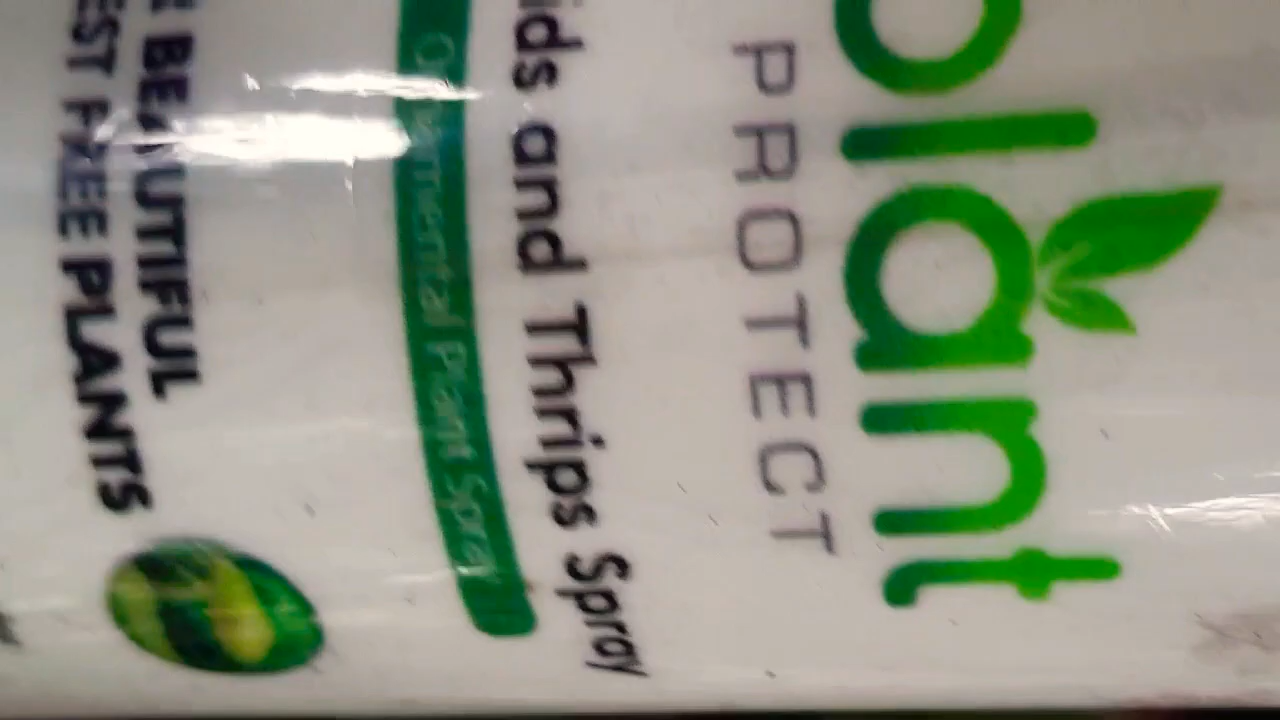 plant
PROTECT
ids and Thrips Spray
Ornamental Plant Spray
BEAUTIFUL
EST FREE PLANTS